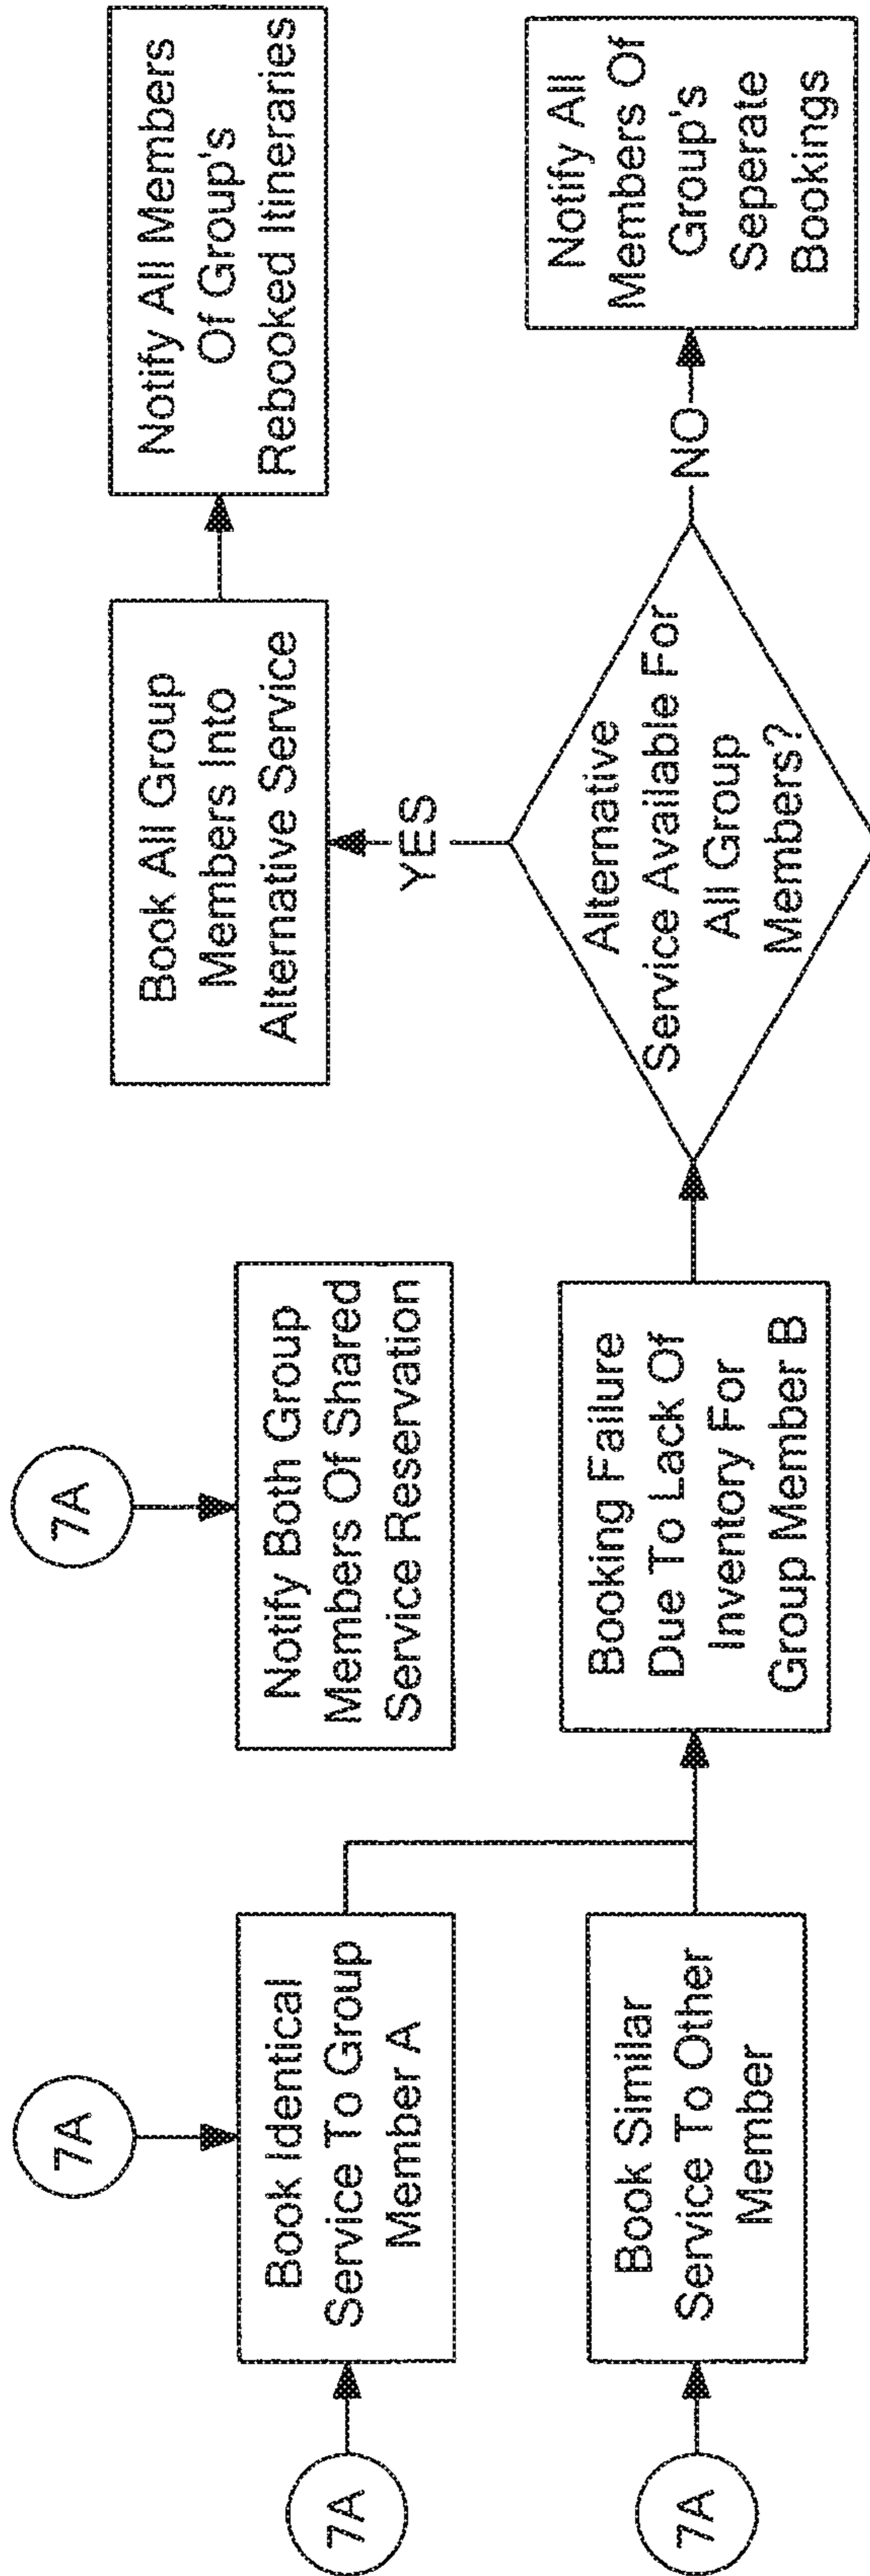 7A
7A
7A
Book Identical
Service To Group
Member A
Notify Both Group
Members Of Shared
Service Reservation
Book All Group
Members Into
Alternative Service
Notify All Members
Of Group's
Rebooked Itineraries
YES
7A
Book Similar
Service To Other
Member
Booking Failure
Due To Lack Of
Inventory For
Group Member B
Alternative
Service Available For
All Group
Members?
NO
Notify All
Members Of
Group's
Seperate
Bookings